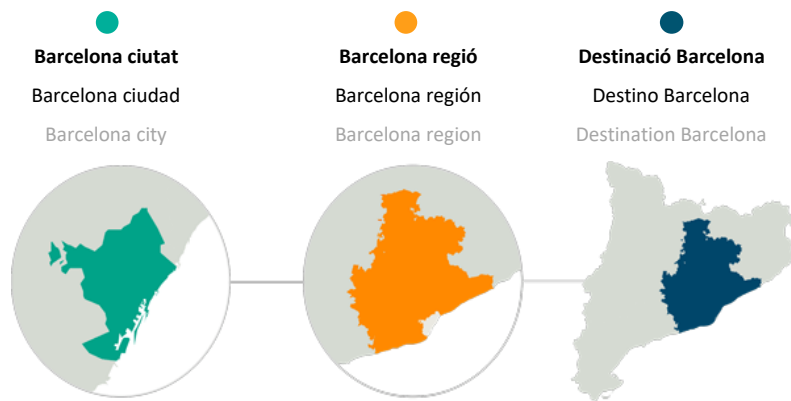 Barcelona ciutat
Barcelona ciudad
Barcelona city
Barcelona regió
Barcelona región
Barcelona region
Destinació Barcelona
Destino Barcelona
Destination Barcelona